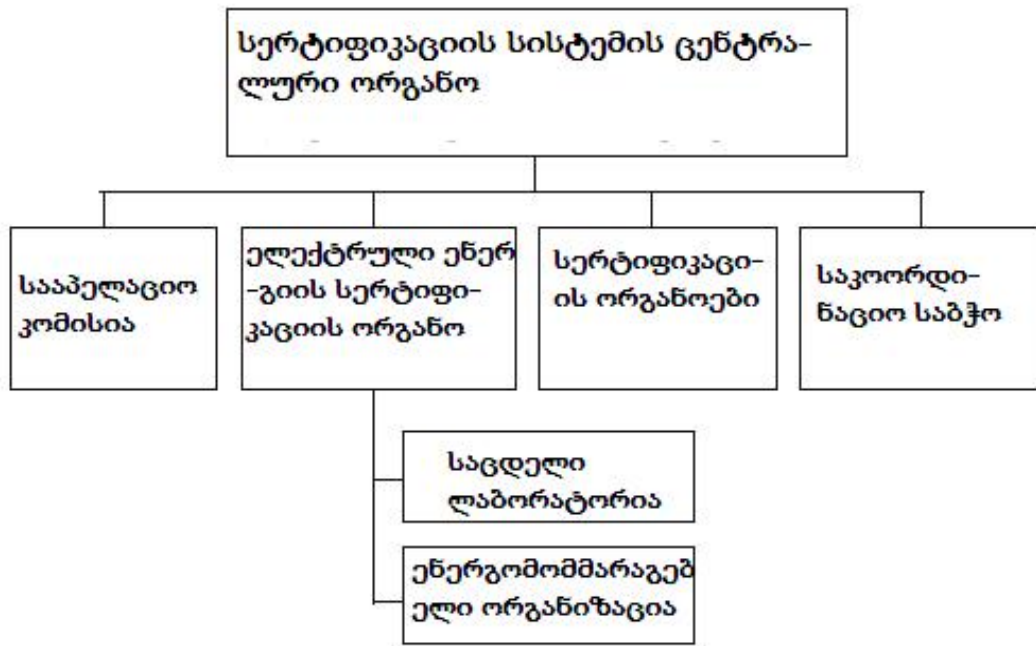 სერტიფიკაციის სისტემის ცენტრა-
ლური ორგანო
სააპელაციო
კომისია
ელექტრული ენერ
-გიის სერტიფი-
კაციის ორგანო
სერტიფიკაცი-
ის ორგანოები
საკოორდი-
ნაციო საბჭო
საცდელი
ლაბორატორია
ენერგომომმარაგებ
ელი ორგანიზაცია